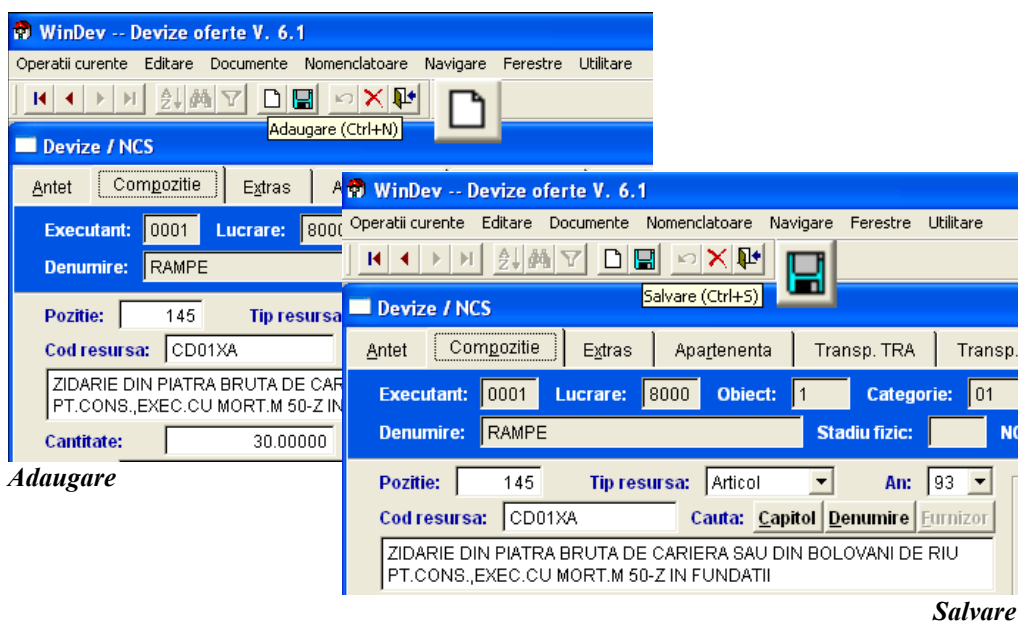 WinDev -- Devize oferte V. 6.1
Operatii curente Editare Documente Nomenclatoare Navigare Ferestre Utilitare
Adaugare (Ctrl+N)
Devize / NCS
Antet Compozitie Extras A
Executant: 0001 Lucrare: 8000
Denumire: RAMPE
Pozitie: 145 Tip resursa
Cod resursa: CD01XA
ZIDARIE DIN PIATRA BRUTA DE CAR
PT.CONS.,EXEC.CU MORT.M 50-Z IN
Cantitate: 30.00000
Adaugare
WinDev -- Devize oferte V. 6.1
Operatii curente Editare Documente Nomenclatoare Navigare Ferestre Utilitare
Salvare (Ctrl+S)
Devize / NCS
Antet Compozitie Extras Apartenenta Transp. TRA Transp.
Executant: 0001 Lucrare: 8000 Obiect: 1 Categorie: 01
Denumire: RAMPE Stadiu fizic: NC
Pozitie: 145 Tip resursa: Articol An: 93
Cod resursa: CD01XA Cauta: Capitol Denumire Furnizor
ZIDARIE DIN PIATRA BRUTA DE CARIERA SAU DIN BOLOVANI DE RIU
PT.CONS.,EXEC.CU MORT.M 50-Z IN FUNDATII
Salvare